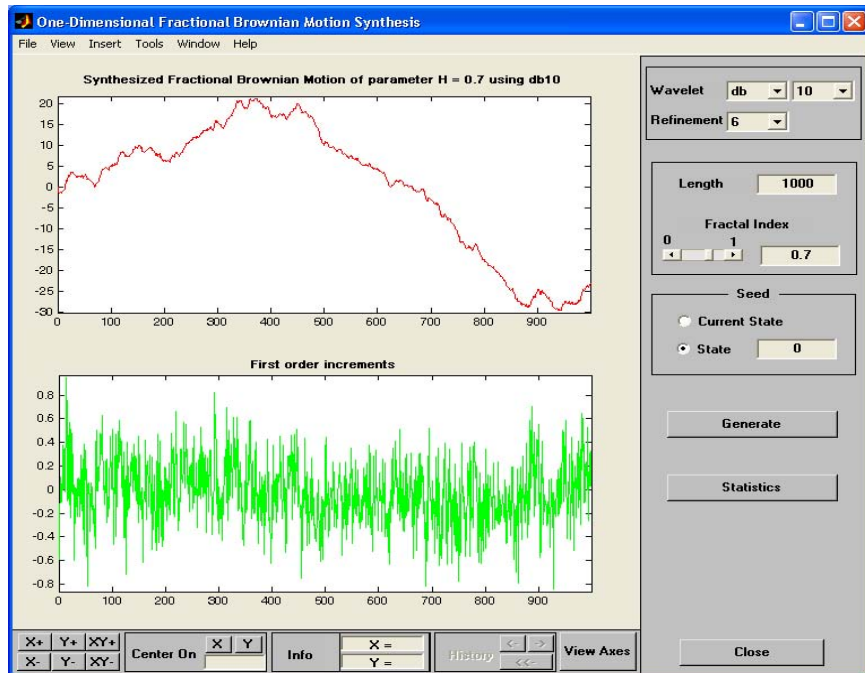 One-Dimensional Fractional Brownian Motion Synthesis
File View Insert Tools Window Help
Synthesized Fractional Brownian Motion of parameter H = 0.7 using db10
20
15
10
5
0
-5
-10
-15
-20
-25
-30
0 100 200 300 400 500 600 700 800 900
First order increments
0.8
0.6
0.4
0.2
0
-0.2
-0.4
-0.6
-0.8
0 100 200 300 400 500 600 700 800 900
Wavelet db 10
Refinement 6
Length 1000
Fractal Index
0 1
0.7
Seed
Current State
State 0
Generate
Statistics
Close
X+ Y+ XY+
X- Y- XY-
Center On X Y
Info X =
Y =
History <- ->
<<-
View Axes